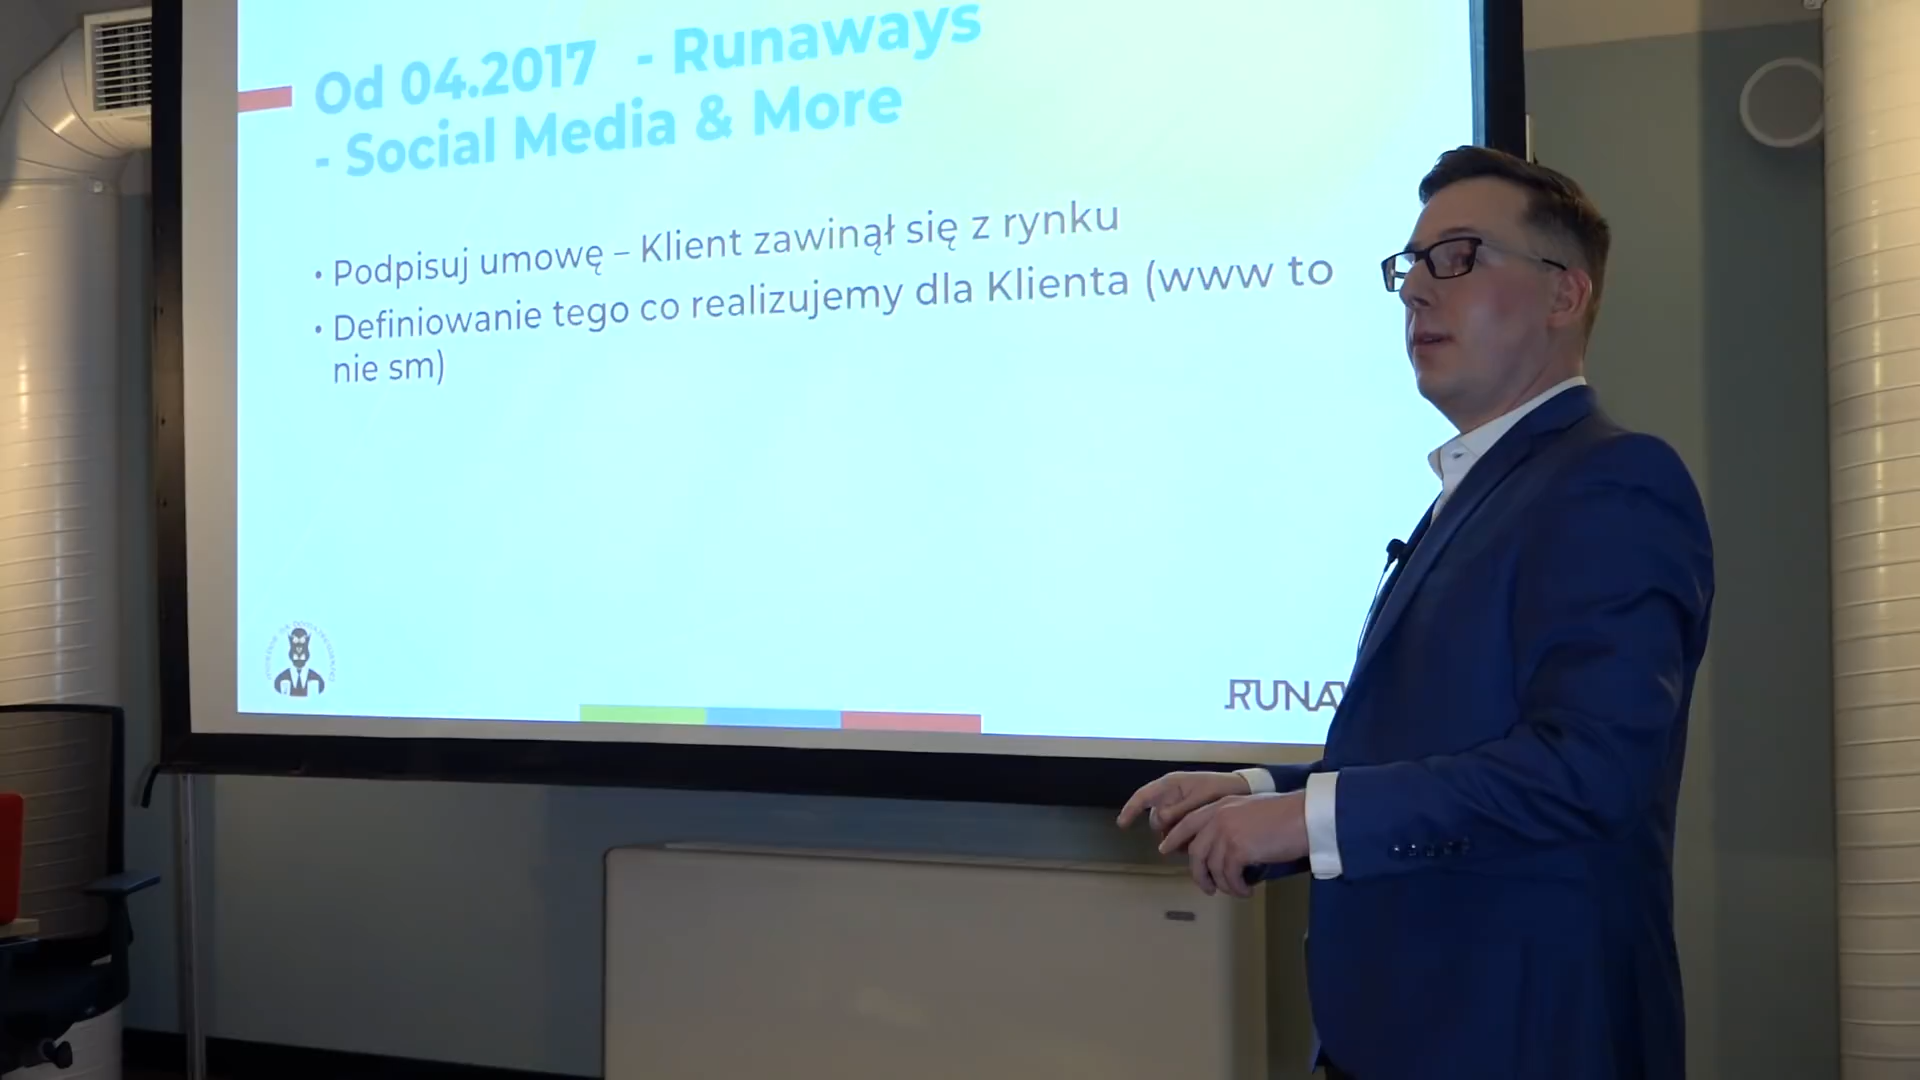 Od 04.2017 - Runaways
- Social Media & More
• Podpisuj umowę – Klient zawinął się z rynku
• Definiowanie tego co realizujemy dla Klienta (www to
nie sm)
RUNA